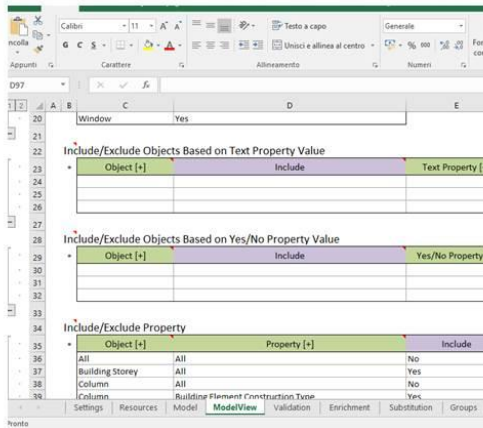 Calibri 11 A A Testo a capo Generale
ncolla G C S A Unisci e allinea al centro % 000 For
Appunti Carattere Allineamento Numeri
D97 fx
1 2 A B C D E
20 Window Yes
21
22 Include/Exclude Objects Based on Text Property Value
23 Object [+] Include Text Property [
24
25
26
27
28 Include/Exclude Objects Based on Yes/No Property Value
29 Object [+] Include Yes/No Property
30
31
32
33
34 Include/Exclude Property
35 Object [+] Property [+] Include
36 All All No
37 Building Storey All Yes
38 Column All No
39 Column Building Element Construction Type Yes
Settings Resources Model ModelView Validation Enrichment Substitution Groups
Pronto